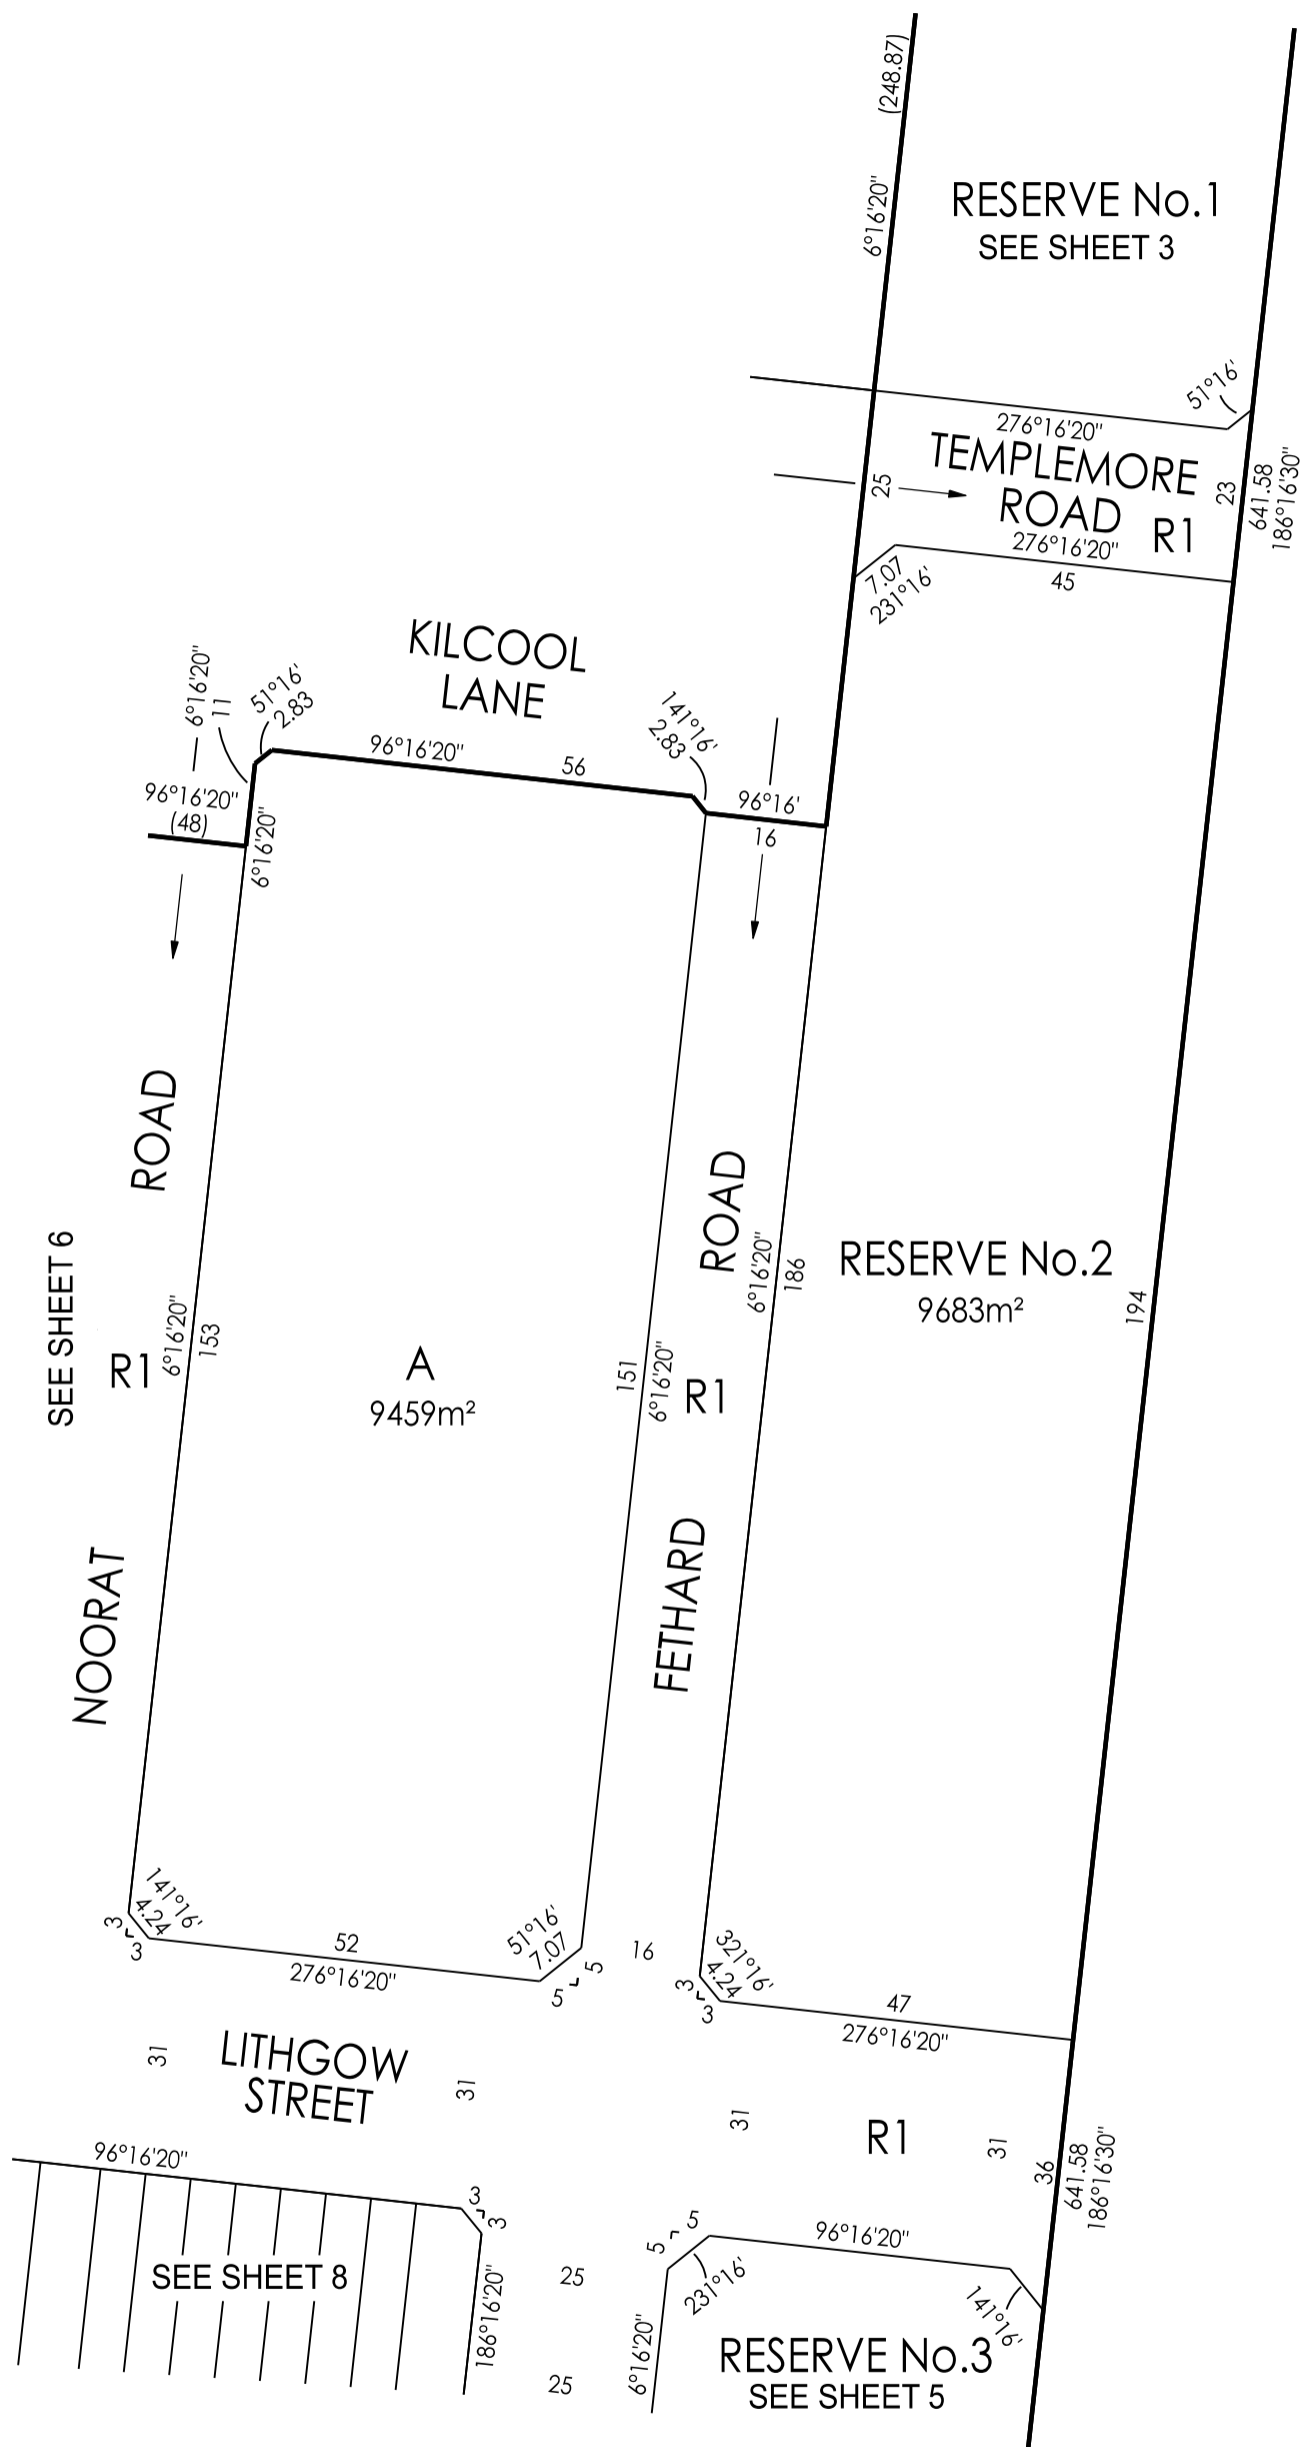 (248.87)
6°16'20"
RESERVE No.1
SEE SHEET 3
51°16'
276°16'20"
TEMPLEMORE
ROAD
R1
25
23
641.58
186°16'30"
276°16'20"
45
7.07
231°16'
KILCOOL
LANE
6°16'20"
11
51°16'
2.83
96°16'20"
56
141°16'
2.83
96°16'20"
(48)
6°16'20"
96°16'
16
ROAD
ROAD
SEE SHEET 6
R1
6°16'20"
153
A
9459m²
151
6°16'20"
R1
6°16'20"
186
RESERVE No.2
9683m²
194
NOORAT
FETHARD
141°16'
4.24
3
3
52
276°16'20"
51°16'
7.07
5
5
16
321°16'
4.24
3
3
47
276°16'20"
31
LITHGOW
STREET
31
31
R1
31
36
641.58
186°16'30"
96°16'20"
3
3
SEE SHEET 8
186°16'20"
25
25
5
5
231°16'
96°16'20"
141°16'
6°16'20"
RESERVE No.3
SEE SHEET 5